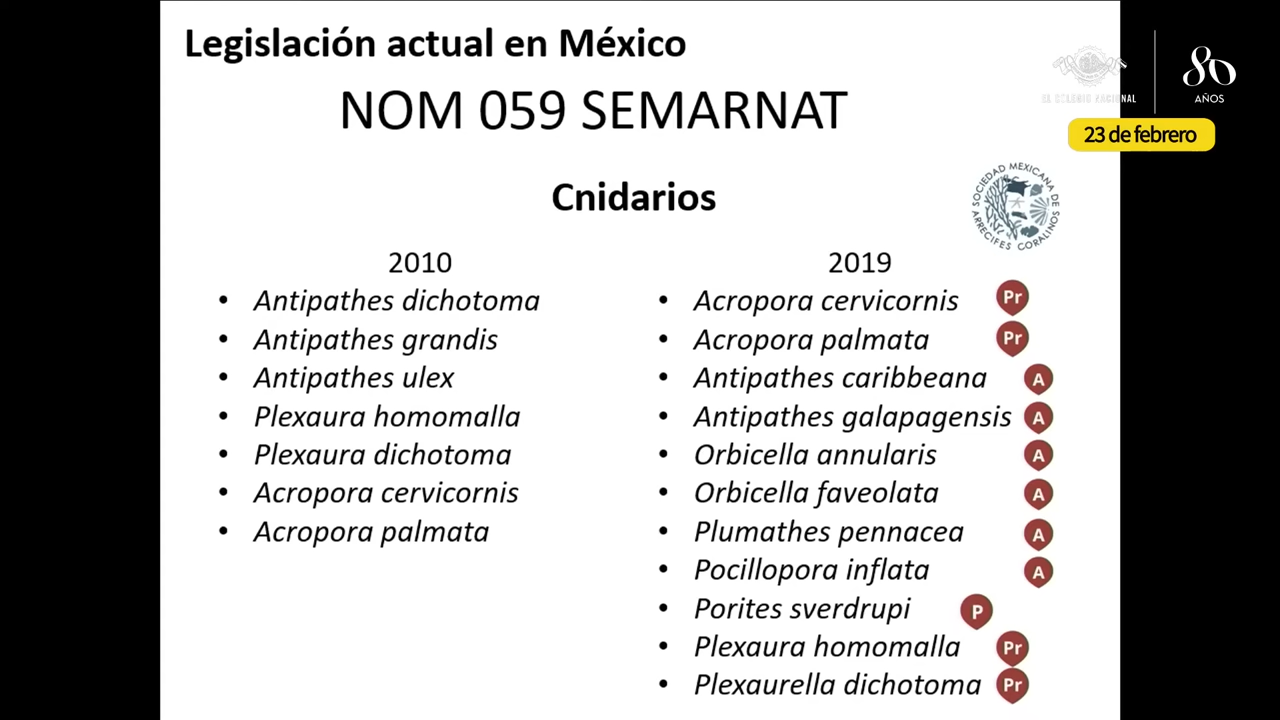 Legislación actual en México
NOM 059 SEMARNAT
EL COLEGIO NACIONAL
80
AÑOS
23 de febrero
Cnidarios
SOCIEDAD MEXICANA DE ARRECIFES CORALINOS
2010
• Antipathes dichotoma
• Antipathes grandis
• Antipathes ulex
• Plexaura homomalla
• Plexaura dichotoma
• Acropora cervicornis
• Acropora palmata
2019
• Acropora cervicornis Pr
• Acropora palmata Pr
• Antipathes caribbeana A
• Antipathes galapagensis A
• Orbicella annularis A
• Orbicella faveolata A
• Plumathes pennacea A
• Pocillopora inflata A
• Porites sverdrupi P
• Plexaura homomalla Pr
• Plexaurella dichotoma Pr